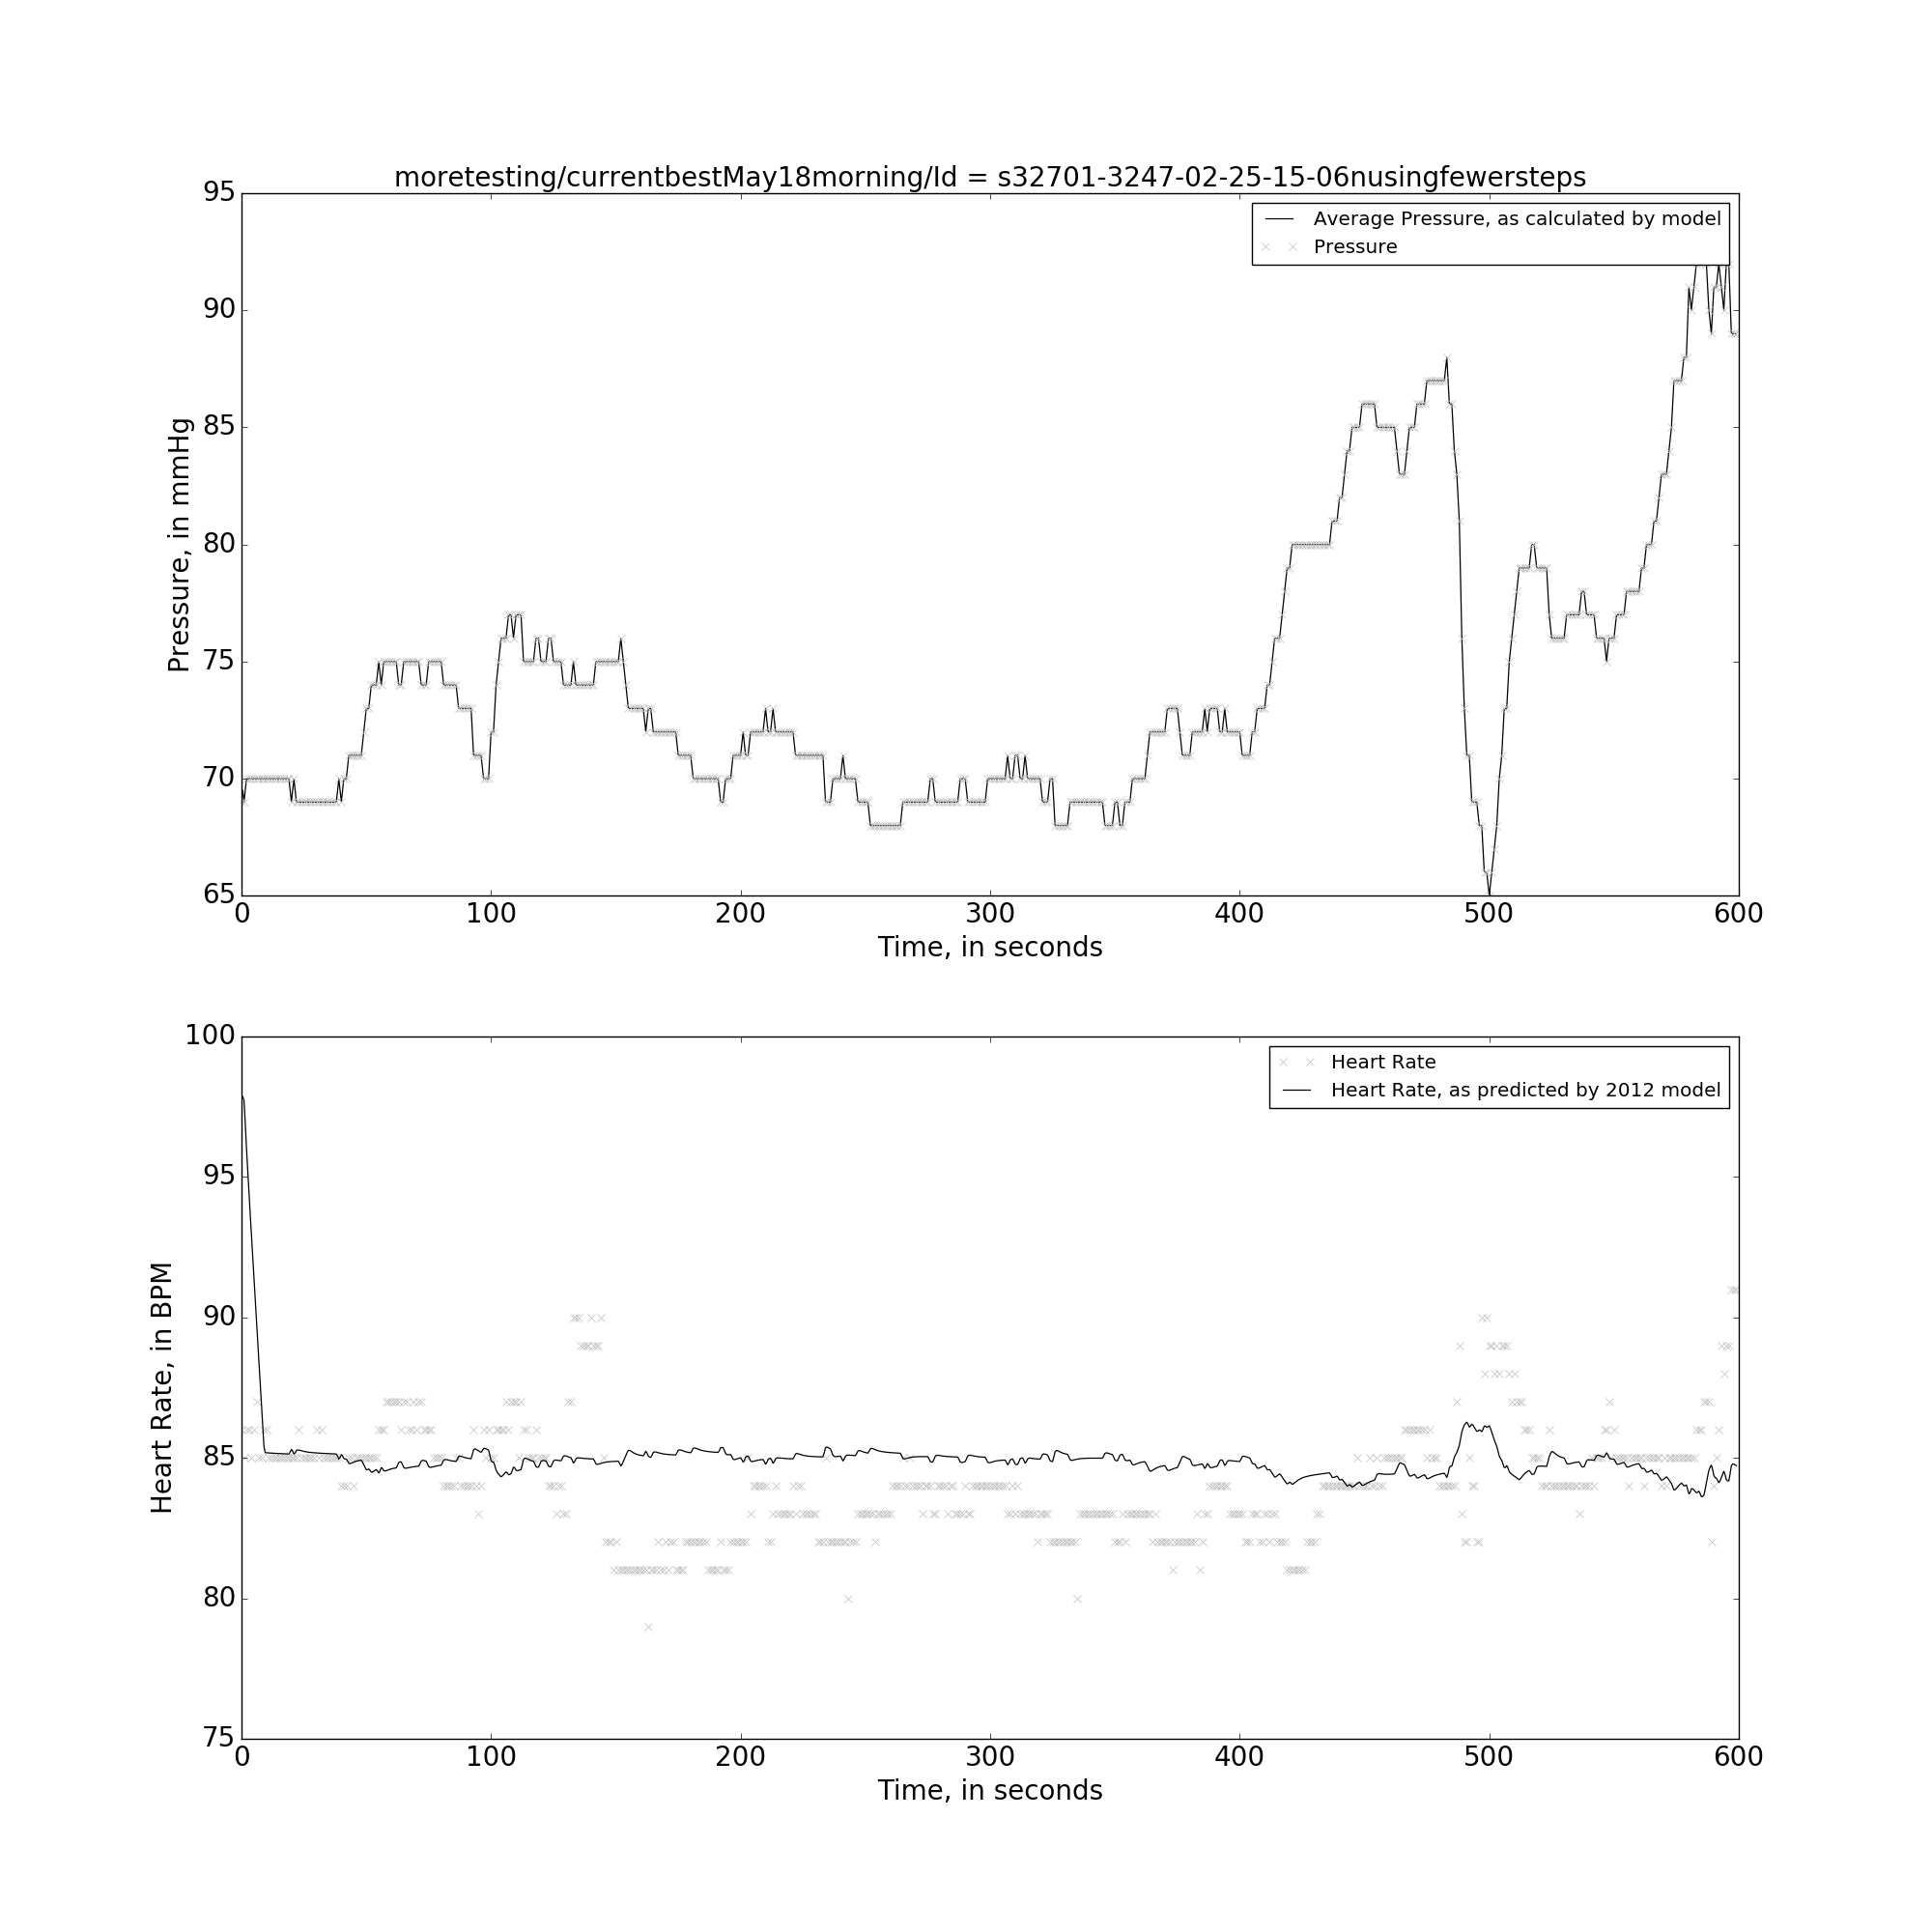 moretesting/currentbestMay18morning/Id = s32701-3247-02-25-15-06nusingfewersteps
95
90
85
80
75
70
65
Pressure, in mmHg
Average Pressure, as calculated by model
Pressure
0 100 200 300 400 500 600
Time, in seconds
100
95
90
85
80
75
Heart Rate, in BPM
Heart Rate
Heart Rate, as predicted by 2012 model
0 100 200 300 400 500 600
Time, in seconds